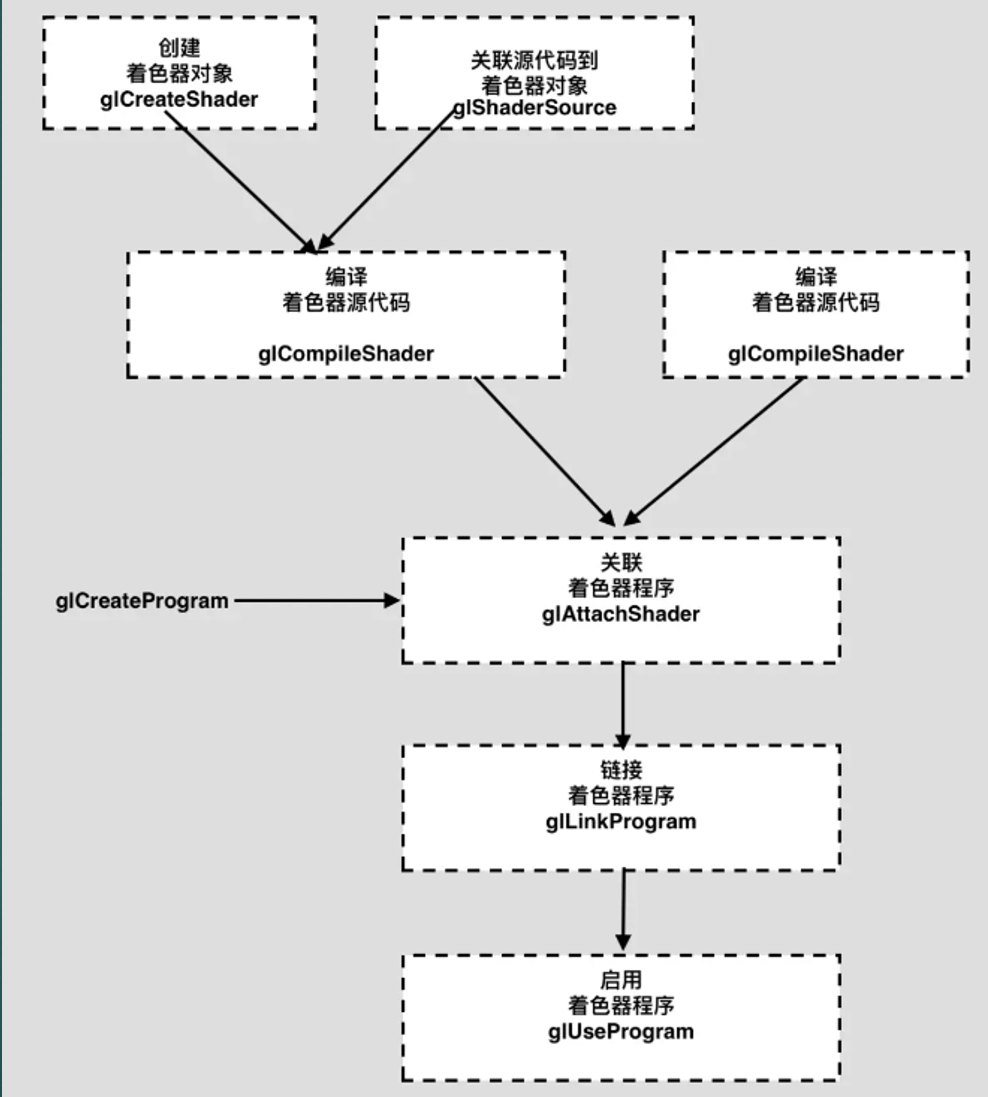 创建
着色器对象
glCreateShader
关联源代码到
着色器对象
glShaderSource
编译
着色器源代码
glCompileShader
编译
着色器源代码
glCompileShader
glCreateProgram
关联
着色器程序
glAttachShader
链接
着色器程序
glLinkProgram
启用
着色器程序
glUseProgram